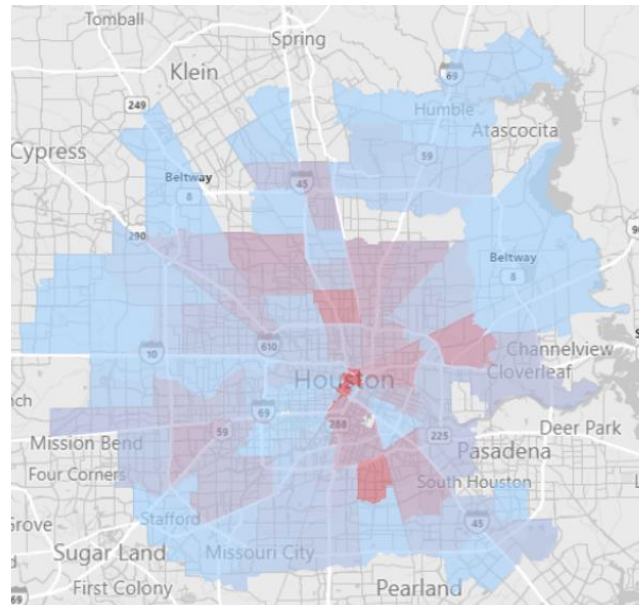 Tomball
Spring
Klein
69
249
Humble
Atascocita
Cypress
59
Beltway
8
45
290
Beltway
8
90
610
10
Channelview
Houston
Cloverleaf
69
288
59
225
Deer Park
Mission Bend
Pasadena
Four Corners
South Houston
Stafford
45
Sugar Land
Missouri City
First Colony
Pearland
69